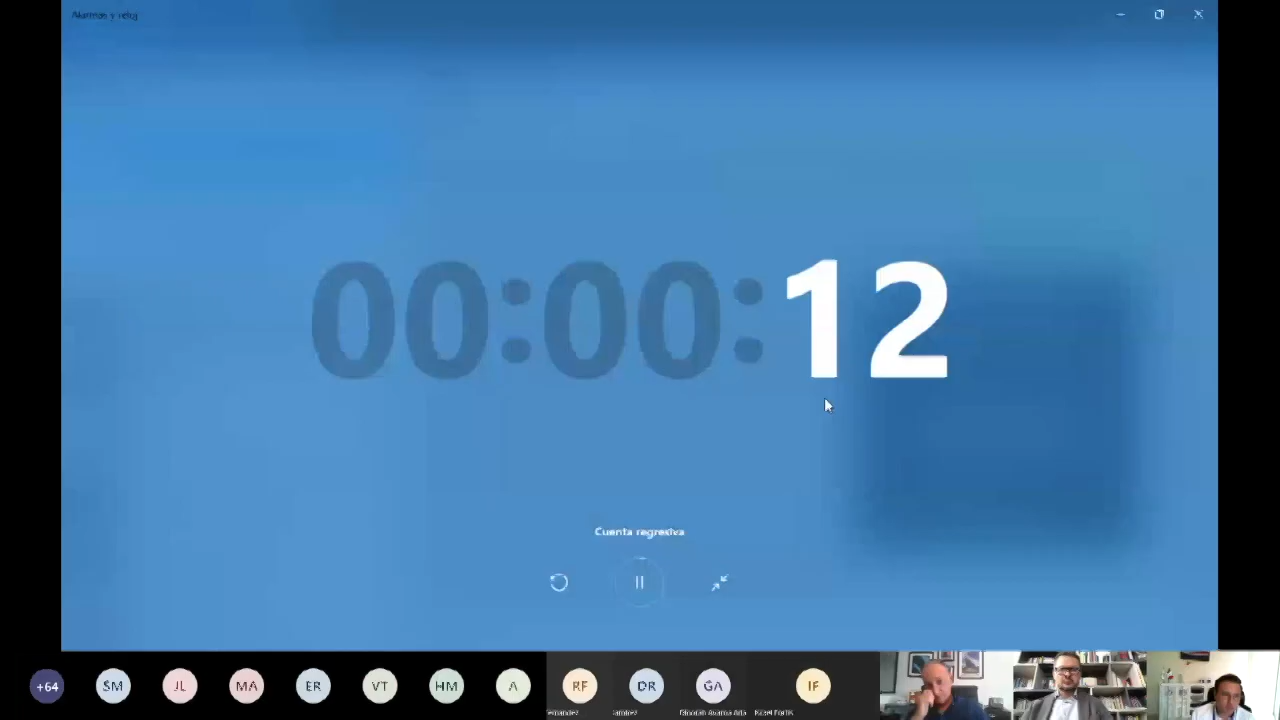 Alarmas y reloj
00:00:12
Cuenta regresiva
+64 SM JL MA ER VT HM A RF DR GA IF